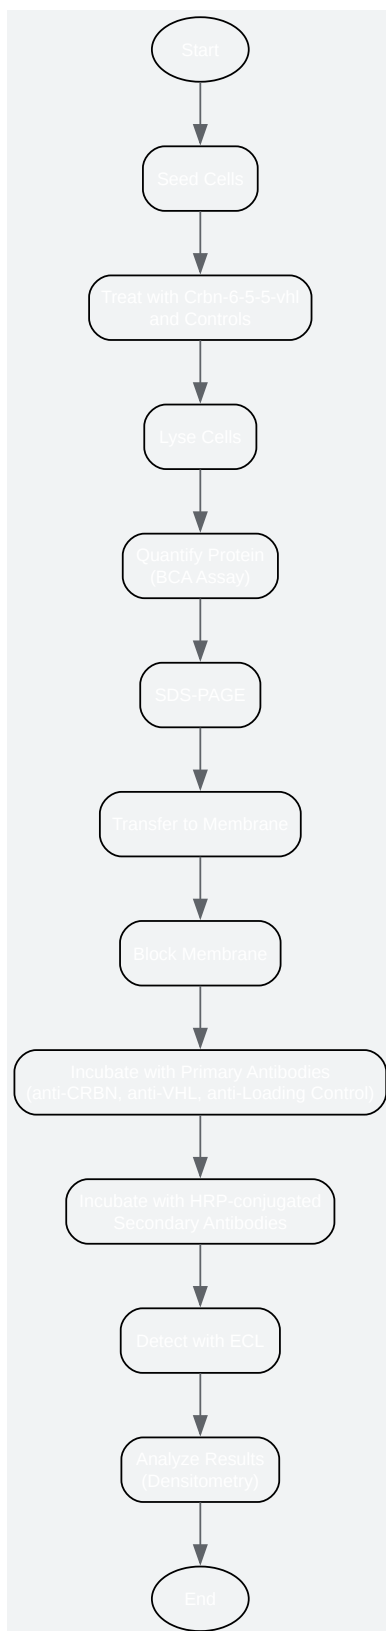 Start
Seed Cells
Treat with Crbn-6-5-5-vhl
and Controls
Lyse Cells
Quantify Protein
(BCA Assay)
SDS-PAGE
Transfer to Membrane
Block Membrane
Incubate with Primary Antibodies
(anti-CRBN, anti-VHL, anti-Loading Control)
Incubate with HRP-conjugated
Secondary Antibodies
Detect with ECL
Analyze Results
(Densitometry)
End